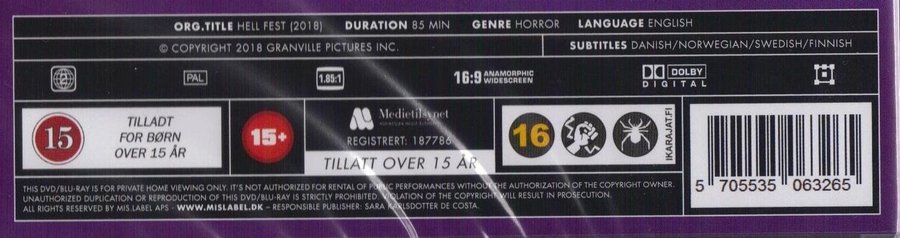 ORG.TITLE HELL FEST (2018) DURATION 85 MIN GENRE HORROR LANGUAGE ENGLISH
© COPYRIGHT 2018 GRANVILLE PICTURES INC. SUBTITLES DANISH/NORWEGIAN/SWEDISH/FINNISH
2 PAL 1.85:1 16:9 ANAMORPHIC WIDESCREEN DOLBY DIGITAL
15
TILLADT
FOR BØRN
OVER 15 ÅR
15+
Medietilsynet
REGISTRERT: 187786
TILLATT OVER 15 ÅR
16
IKARAJAT.FI
5 705535 063265
THIS DVD/BLU-RAY IS FOR PRIVATE HOME VIEWING ONLY. IT'S NOT AUTHORIZED FOR RENTAL OF PUBLIC PERFORMANCES WITHOUT THE AUTHORIZATION OF THE COPYRIGHT OWNER.
UNAUTHORIZED DUPLICATION OR REPRODUCTION OF THIS DVD/BLU-RAY IS STRICTLY PROHIBITED. VIOLATION OF THE COPYRIGHT WILL RESULT IN PROSECUTION.
ALL RIGHTS RESERVED BY MIS.LABEL APS - WWW.MISLABEL.DK – RESPONSIBLE PUBLISHER: SARA KARLSDOTTER DE COSTA.